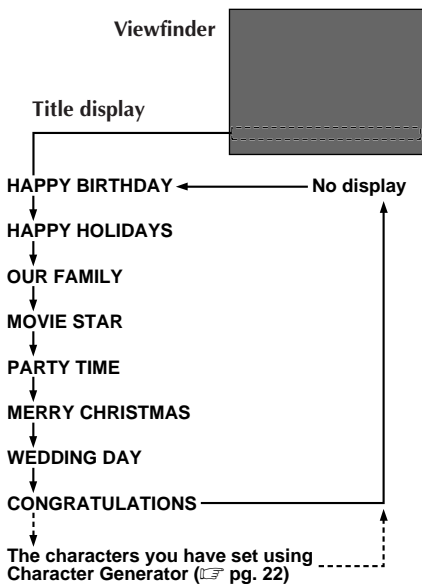 Viewfinder
Title display
HAPPY BIRTHDAY
No display
HAPPY HOLIDAYS
OUR FAMILY
MOVIE STAR
PARTY TIME
MERRY CHRISTMAS
WEDDING DAY
CONGRATULATIONS
The characters you have set using
Character Generator (☞ pg. 22)